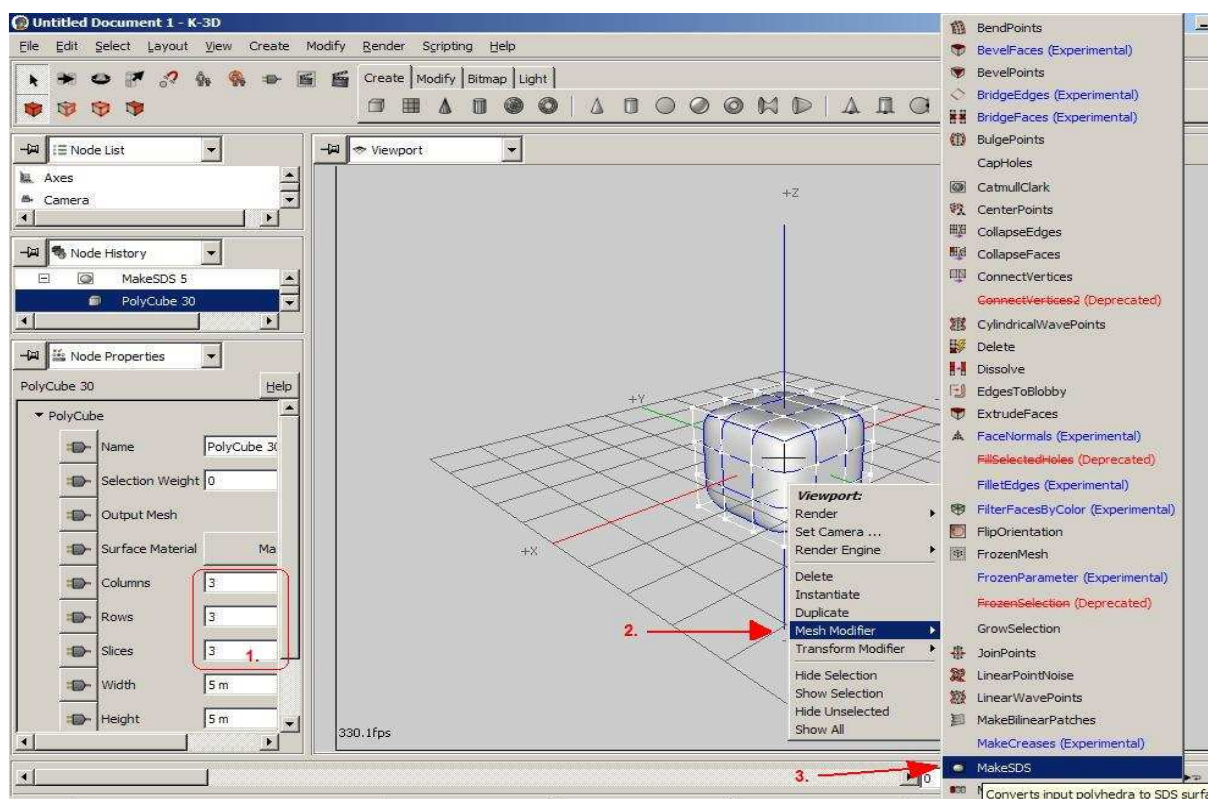 Untitled Document 1 - K-3D
File Edit Select Layout View Create Modify Render Scripting Help
Create Modify Bitmap Light
Node List
Axes
Camera
Node History
MakeSDS 5
PolyCube 30
Node Properties
PolyCube 30 Help
PolyCube
Name PolyCube 30
Selection Weight 0
Output Mesh
Surface Material Ma
Columns 3
Rows 3
Slices 3
1.
Width 5 m
Height 5 m
Viewport
+Z
+Y
+X
330.1fps
2.
3.
0
Viewport:
Render
Set Camera ...
Render Engine
Delete
Instantiate
Duplicate
Mesh Modifier
Transform Modifier
Hide Selection
Show Selection
Hide Unselected
Show All
BendPoints
BevelFaces (Experimental)
BevelPoints
BridgeEdges (Experimental)
BridgeFaces (Experimental)
BulgePoints
CapHoles
CatmullClark
CenterPoints
CollapseEdges
CollapseFaces
ConnectVertices
ConnectVertices2 (Deprecated)
CylindricalWavePoints
Delete
Dissolve
EdgesToBlobby
ExtrudeFaces
FaceNormals (Experimental)
FillSelectedHoles (Deprecated)
FilletEdges (Experimental)
FilterFacesByColor (Experimental)
FlipOrientation
FrozenMesh
FrozenParameter (Experimental)
FrozenSelection (Deprecated)
GrowSelection
JoinPoints
LinearPointNoise
LinearWavePoints
MakeBilinearPatches
MakeCreases (Experimental)
MakeSDS
Converts input polyhedra to SDS surfa